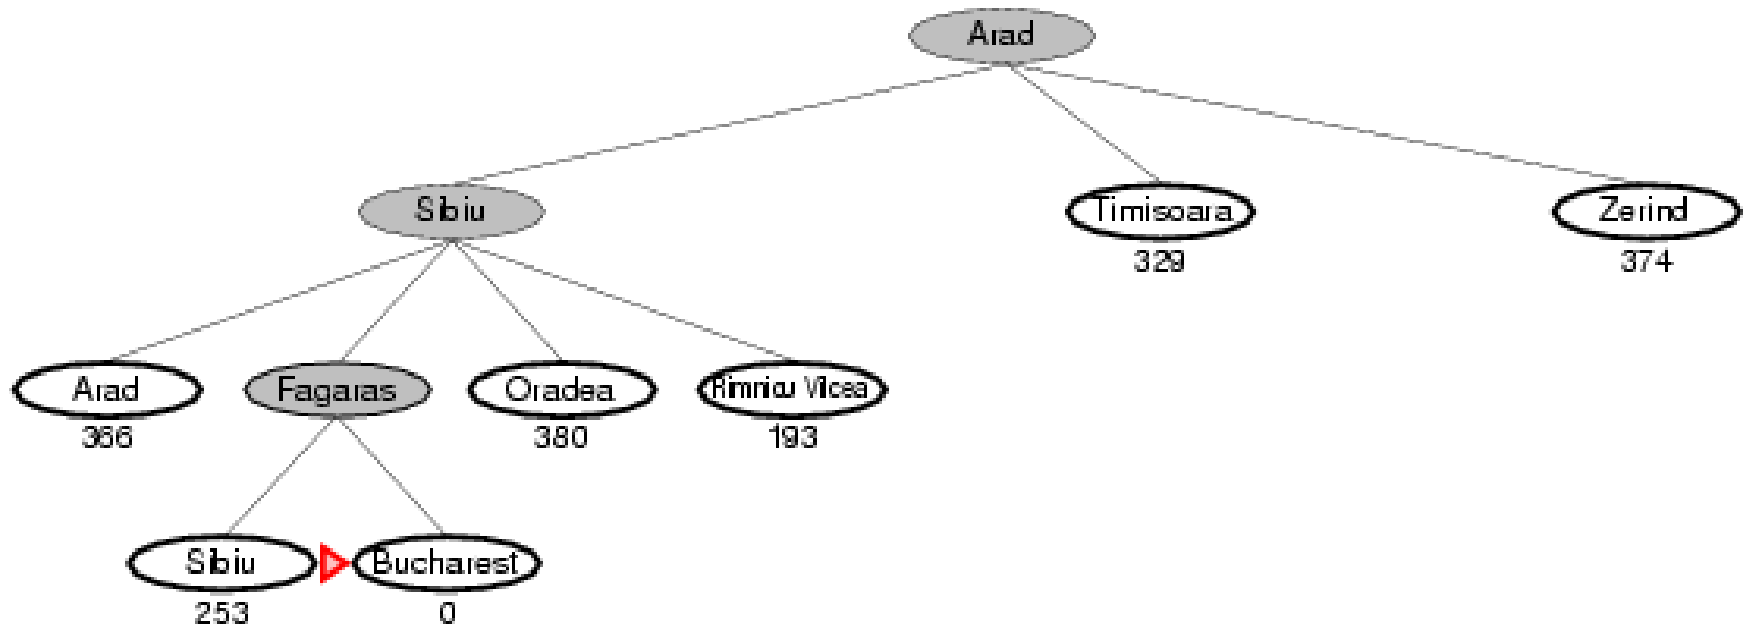 Arad
Sibiu
Timisoara
Zerind
329
374
Arad
Fagaras
Oradea
Rimnicu Vilcea
366
380
193
Sibiu
Bucharest
253
0